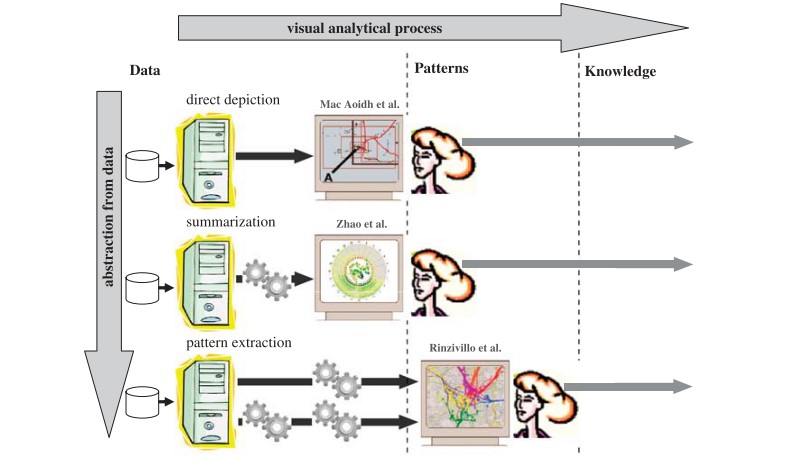 visual analytical process
Data
Patterns
Knowledge
abstraction from data
direct depiction
Mac Aoidh et al.
A
summarization
Zhao et al.
pattern extraction
Rinzivillo et al.